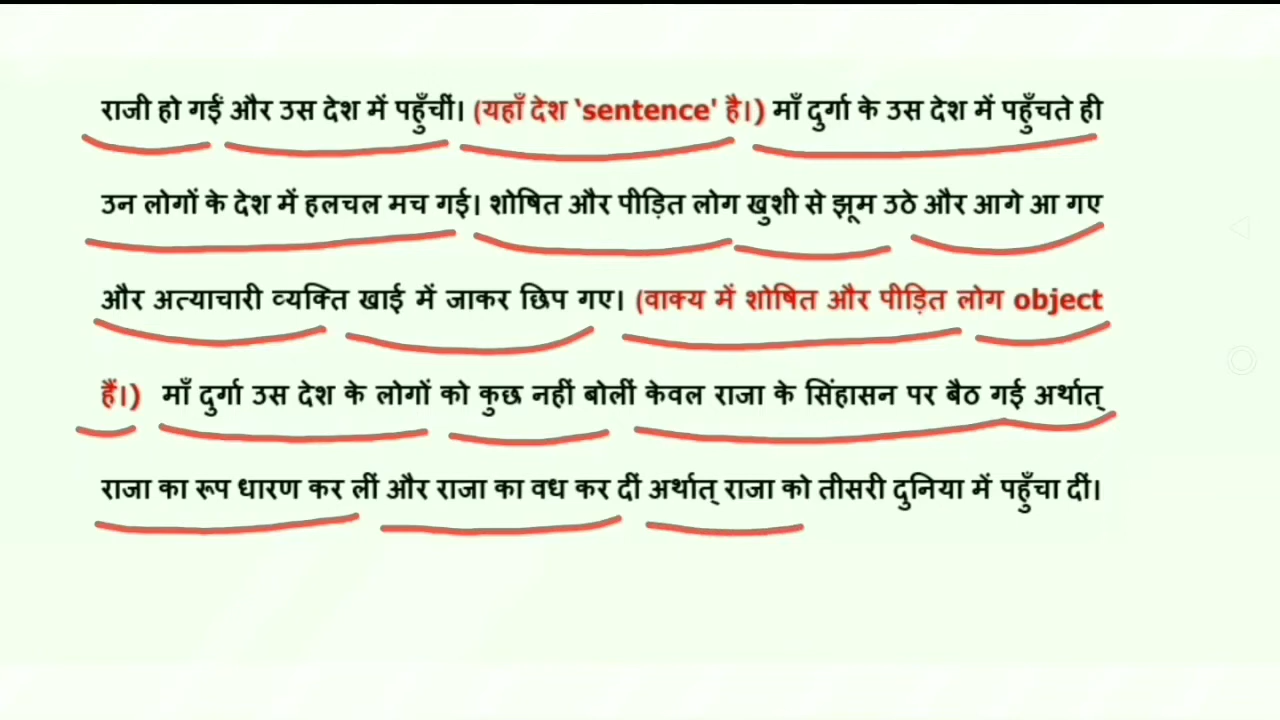 राजी हो गईं और उस देश में पहुँचीं। (यहाँ देश 'sentence' है।) माँ दुर्गा के उस देश में पहुँचते ही
उन लोगों के देश में हलचल मच गई। शोषित और पीड़ित लोग खुशी से झूम उठे और आगे आ गए
और अत्याचारी व्यक्ति खाई में जाकर छिप गए। (वाक्य में शोषित और पीड़ित लोग object
हैं।) माँ दुर्गा उस देश के लोगों को कुछ नहीं बोलीं केवल राजा के सिंहासन पर बैठ गई अर्थात्
राजा का रूप धारण कर लीं और राजा का वध कर दीं अर्थात् राजा को तीसरी दुनिया में पहुँचा दीं।